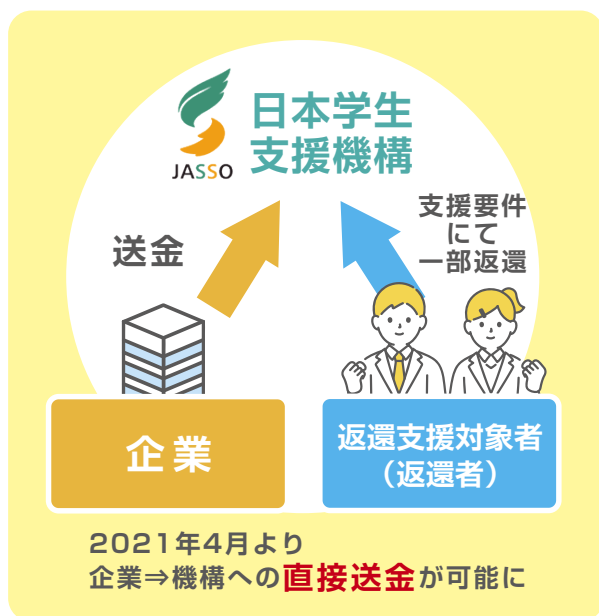 日本学生
支援機構
JASSO
支援要件
にて
一部返還
送金
企業
返還支援対象者
(返還者)
2021年4月より
企業⇒機構への直接送金が可能に